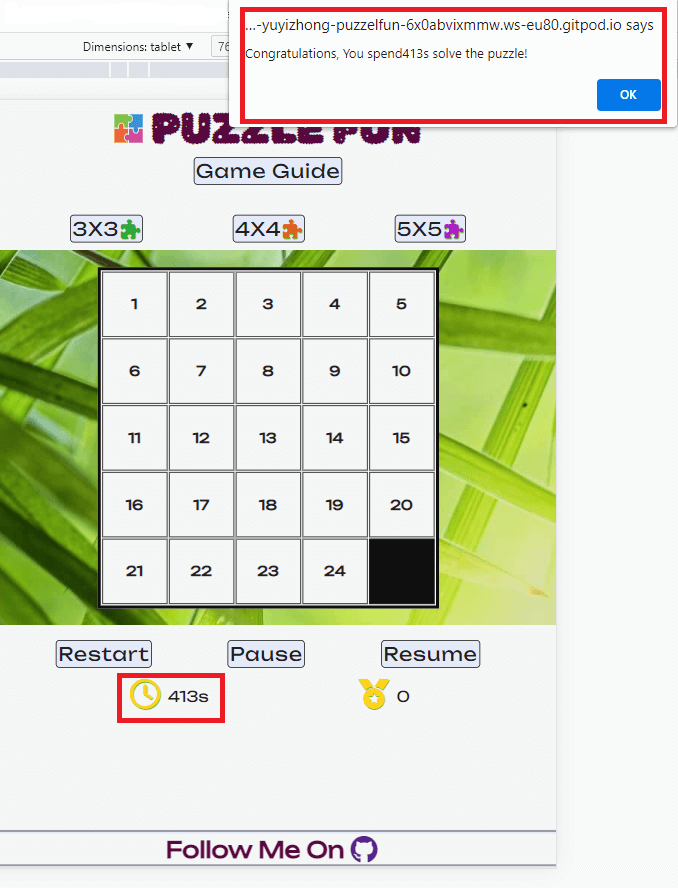 ...-yuyizhong-puzzelfun-6x0abvixmmw.ws-eu80.gitpod.io says
Dimensions: tablet ▼ 76
Congratulations, You spend413s solve the puzzle!
OK
PUZZLE FUN
Game Guide
3X3 4X4 5X5
1 2 3 4 5
6 7 8 9 10
11 12 13 14 15
16 17 18 19 20
21 22 23 24
Restart Pause Resume
413s 0
Follow Me On